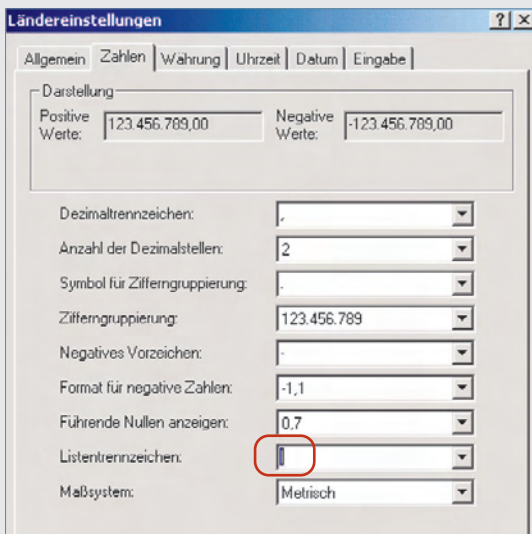 Ländereinstellungen
Allgemein Zahlen Währung Uhrzeit Datum Eingabe
Darstellung
Positive Werte: 123.456.789,00 Negative Werte: -123.456.789,00
Dezimaltrennzeichen: ,
Anzahl der Dezimalstellen: 2
Symbol für Zifferngruppierung: .
Zifferngruppierung: 123.456.789
Negatives Vorzeichen: -
Format für negative Zahlen: -1,1
Führende Nullen anzeigen: 0,7
Listentrennzeichen:
Maßsystem: Metrisch